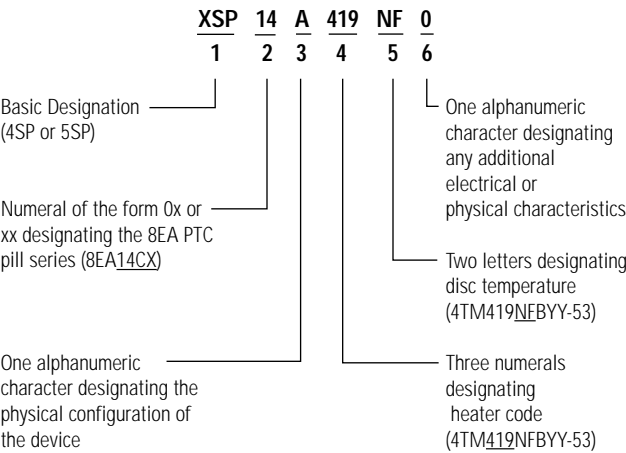 XSP 14 A 419 NF 0
1 2 3 4 5 6
Basic Designation
(4SP or 5SP)
Numeral of the form 0x or
xx designating the 8EA PTC
pill series (8EA14CX)
One alphanumeric
character designating the
physical configuration of
the device
One alphanumeric
character designating
any additional
electrical or
physical characteristics
Two letters designating
disc temperature
(4TM419NFBYY-53)
Three numerals
designating
heater code
(4TM419NFBYY-53)